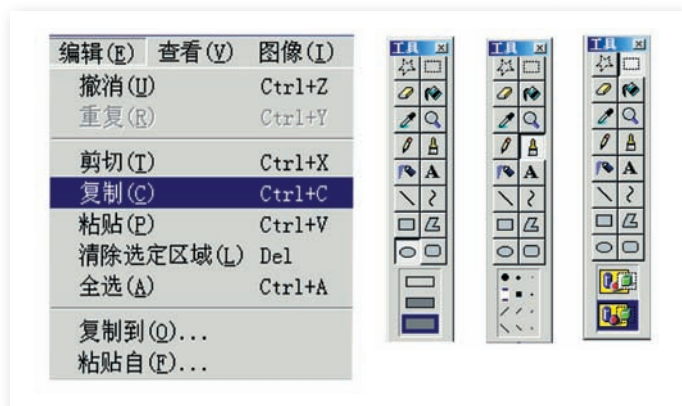 编辑(E) 查看(V) 图像(I)
撤消(U) Ctrl+Z
重复(R) Ctrl+Y
剪切(T) Ctrl+X
复制(C) Ctrl+C
粘贴(P) Ctrl+V
清除选定区域(L) Del
全选(A) Ctrl+A
复制到(O)...
粘贴自(F)...
工具
A
工具
A
工具
A